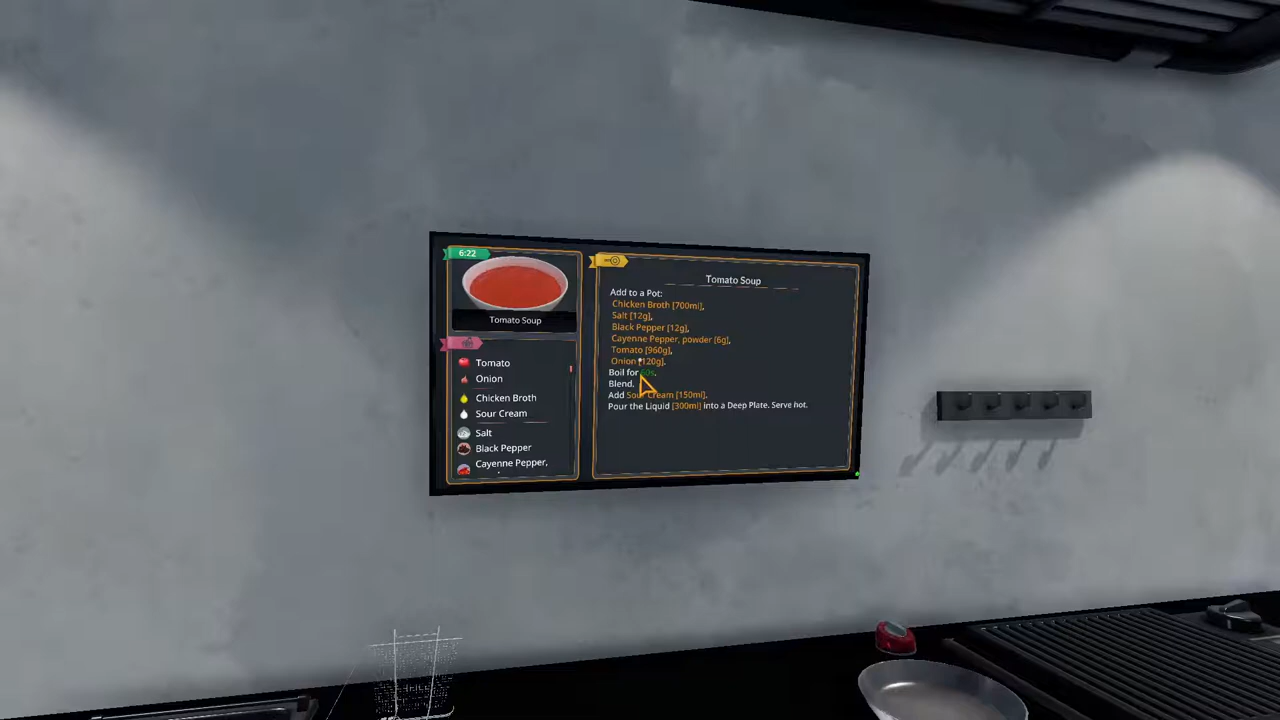 6:22
Tomato Soup
Tomato
Onion
Chicken Broth
Sour Cream
Salt
Black Pepper
Cayenne Pepper,
Tomato Soup
Add to a Pot:
Chicken Broth [700ml],
Salt [12g],
Black Pepper [12g],
Cayenne Pepper, powder [6g],
Tomato [960g],
Onion [120g].
Boil for 60s.
Blend.
Add Sour Cream [150ml].
Pour the Liquid [300ml] into a Deep Plate. Serve hot.